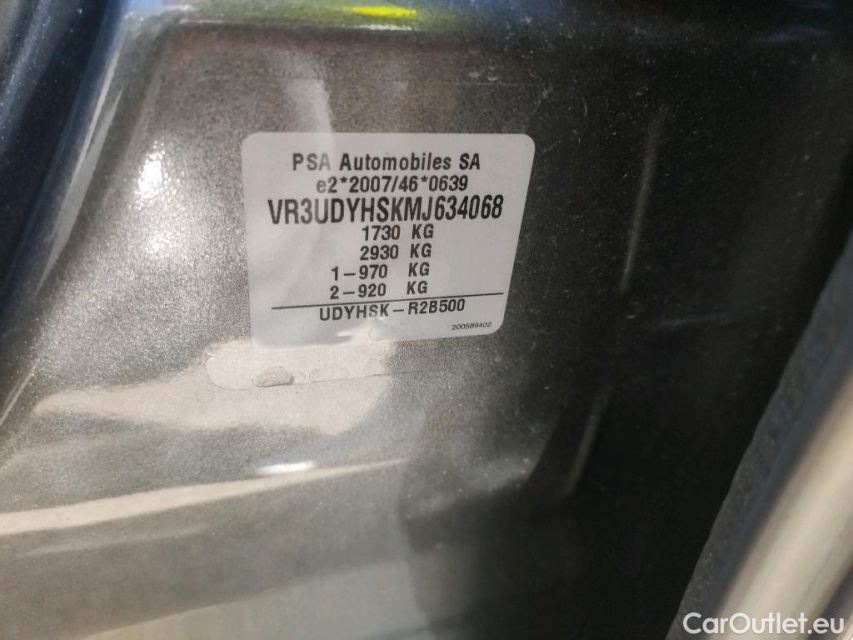 PSA Automobiles SA
e2*2007/46*0639
VR3UDYHSKMJ634068
1730 KG
2930 KG
1-970 KG
2-920 KG
UDYHSK-R2B500
200589402
CarOutlet.eu